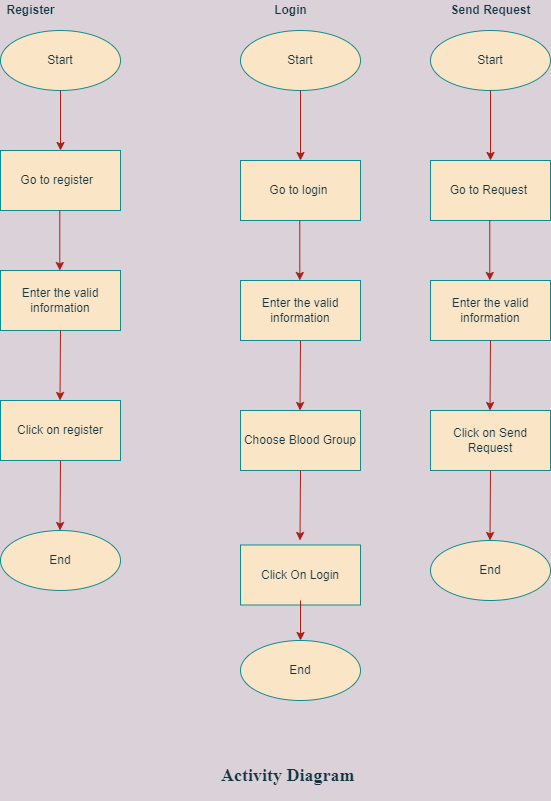 Register
Start
Go to register
Enter the valid
information
Click on register
End
Login
Start
Go to login
Enter the valid
information
Choose Blood Group
Click On Login
End
Send Request
Start
Go to Request
Enter the valid
information
Click on Send
Request
End
Activity Diagram